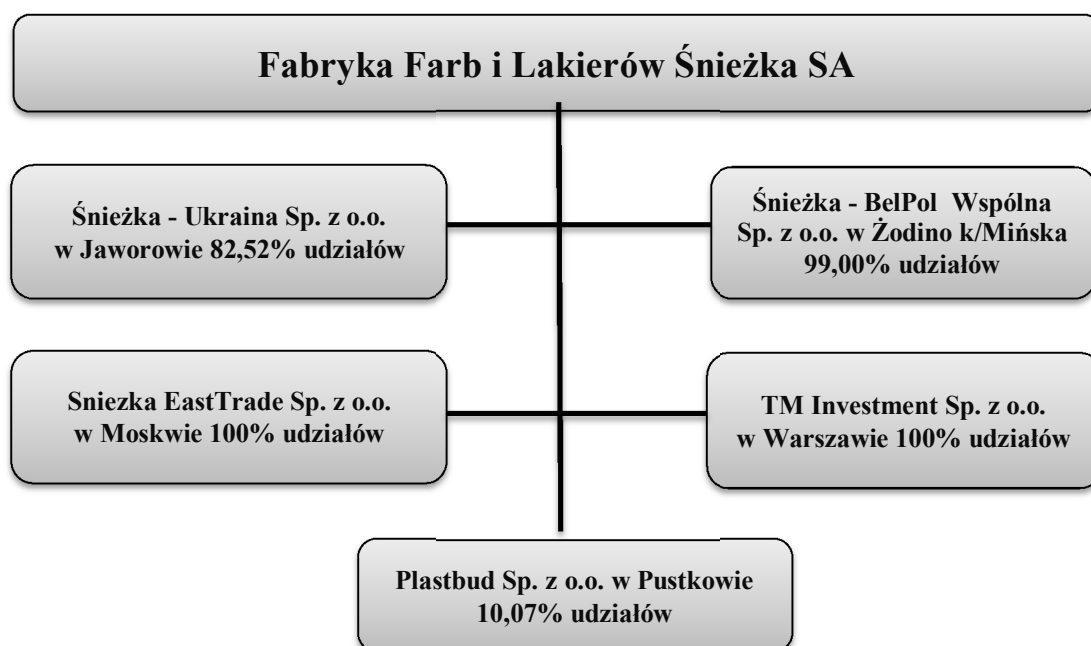 Fabryka Farb i Lakierów Śnieżka SA
Śnieżka - Ukraina Sp. z o.o.
w Jaworowie 82,52% udziałów
Śnieżka - BelPol Wspólna
Sp. z o.o. w Żodino k/Mińska
99,00% udziałów
Sniezka EastTrade Sp. z o.o.
w Moskwie 100% udziałów
TM Investment Sp. z o.o.
w Warszawie 100% udziałów
Plastbud Sp. z o.o. w Pustkowie
10,07% udziałów